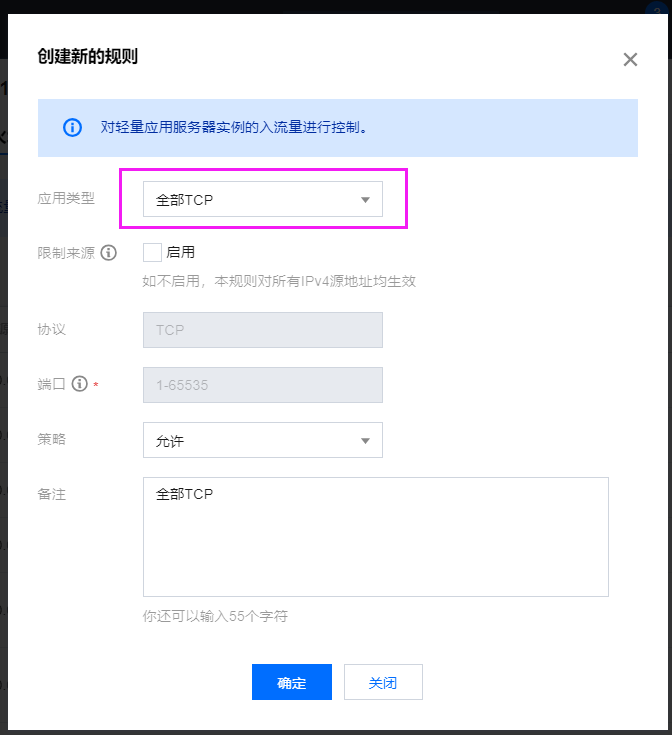 创建新的规则
对轻量应用服务器实例的入流量进行控制。
应用类型 全部TCP
限制来源 启用
如不启用，本规则对所有IPv4源地址均生效
协议 TCP
端口 * 1-65535
策略 允许
备注 全部TCP
你还可以输入55个字符
确定 关闭